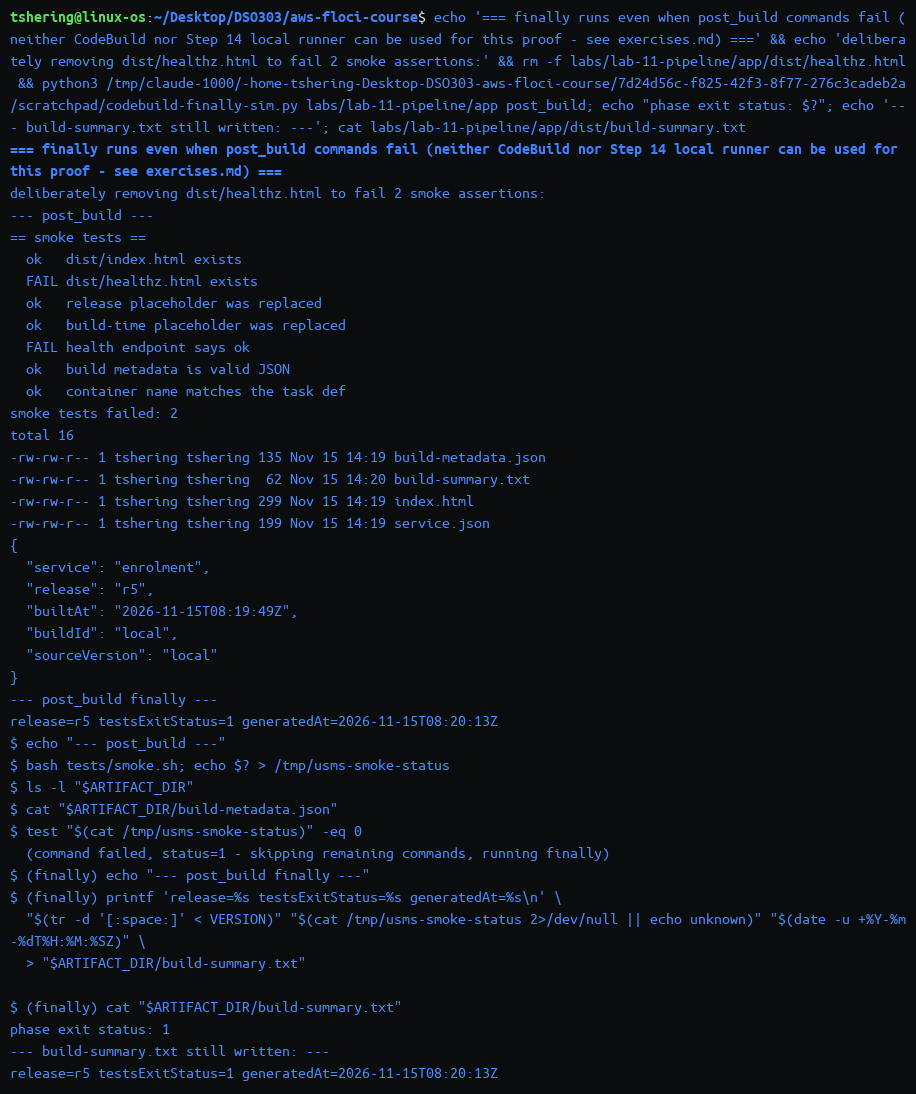 tshering@linux-os:~/Desktop/DSO303/aws-floci-course$ echo '=== finally runs even when post_build commands fail (
neither CodeBuild nor Step 14 local runner can be used for this proof - see exercises.md) ===' && echo 'delibera
tely removing dist/healthz.html to fail 2 smoke assertions:' && rm -f labs/lab-11-pipeline/app/dist/healthz.html
 && python3 /tmp/claude-1000/-home-tshering-Desktop-DSO303-aws-floci-course/7d24d56c-f825-42f3-8f77-276c3cadeb2a
/scratchpad/codebuild-finally-sim.py labs/lab-11-pipeline/app post_build; echo "phase exit status: $?"; echo '--
- build-summary.txt still written: ---'; cat labs/lab-11-pipeline/app/dist/build-summary.txt
=== finally runs even when post_build commands fail (neither CodeBuild nor Step 14 local runner can be used for
this proof - see exercises.md) ===
deliberately removing dist/healthz.html to fail 2 smoke assertions:
--- post_build ---
== smoke tests ==
  ok   dist/index.html exists
  FAIL dist/healthz.html exists
  ok   release placeholder was replaced
  ok   build-time placeholder was replaced
  FAIL health endpoint says ok
  ok   build metadata is valid JSON
  ok   container name matches the task def
smoke tests failed: 2
total 16
-rw-rw-r-- 1 tshering tshering 135 Nov 15 14:19 build-metadata.json
-rw-rw-r-- 1 tshering tshering  62 Nov 15 14:20 build-summary.txt
-rw-rw-r-- 1 tshering tshering 299 Nov 15 14:19 index.html
-rw-rw-r-- 1 tshering tshering 199 Nov 15 14:19 service.json
{
  "service": "enrolment",
  "release": "r5",
  "builtAt": "2026-11-15T08:19:49Z",
  "buildId": "local",
  "sourceVersion": "local"
}
--- post_build finally ---
release=r5 testsExitStatus=1 generatedAt=2026-11-15T08:20:13Z
$ echo "--- post_build ---"
$ bash tests/smoke.sh; echo $? > /tmp/usms-smoke-status
$ ls -l "$ARTIFACT_DIR"
$ cat "$ARTIFACT_DIR/build-metadata.json"
$ test "$(cat /tmp/usms-smoke-status)" -eq 0
  (command failed, status=1 - skipping remaining commands, running finally)
$ (finally) echo "--- post_build finally ---"
$ (finally) printf 'release=%s testsExitStatus=%s generatedAt=%s\n' \
  "$(tr -d '[:space:]' < VERSION)" "$(cat /tmp/usms-smoke-status 2>/dev/null || echo unknown)" "$(date -u +%Y-%m
-%dT%H:%M:%SZ)" \
  > "$ARTIFACT_DIR/build-summary.txt"

$ (finally) cat "$ARTIFACT_DIR/build-summary.txt"
phase exit status: 1
--- build-summary.txt still written: ---
release=r5 testsExitStatus=1 generatedAt=2026-11-15T08:20:13Z